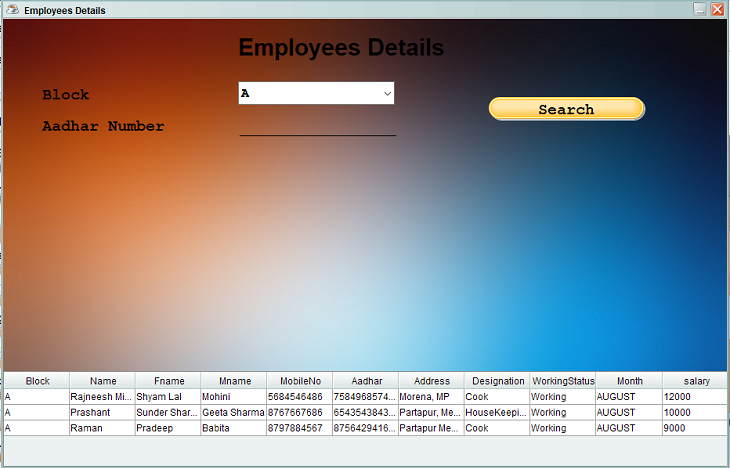 Employees Details
Employees Details
Block A
Search
Aadhar Number
Block Name Fname Mname MobileNo Aadhar Address Designation WorkingStatus Month salary
A Rajneesh Mi... Shyam Lal Mohini 5684546486 7584968574... Morena, MP Cook Working AUGUST 12000
A Prashant Sunder Shar... Geeta Sharma 8767667686 6543543843... Partapur, Me... HouseKeepi... Working AUGUST 10000
A Raman Pradeep Babita 8797884567 8756429416... Partapur Me... Cook Working AUGUST 9000